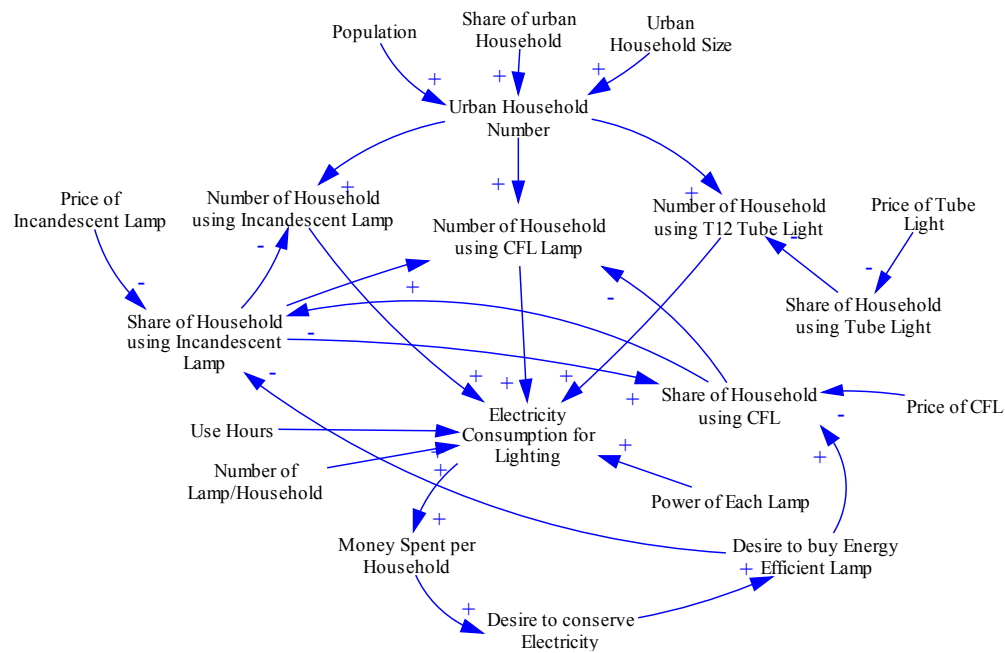 Population
Share of urban
Household
Urban
Household Size
+
+
+
Urban Household
Number
Price of
Incandescent Lamp
Number of Household
using Incandescent Lamp
+
+
Number of Household
using CFL Lamp
+
Number of Household
using T12 Tube Light
Price of Tube
Light
-
-
-
-
+
-
Share of Household
using Incandescent
Lamp
Share of Household
using Tube Light
-
-
+
+
+
+
Share of Household
using CFL
Price of CFL
-
Electricity
Consumption for
Lighting
Use Hours
+
+
+
+
Number of
Lamp/Household
Power of Each Lamp
+
Money Spent per
Household
Desire to buy Energy
Efficient Lamp
+
+
Desire to conserve
Electricity